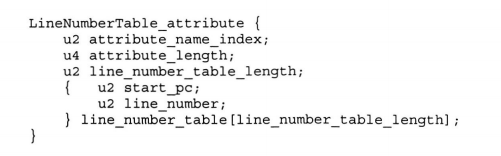 LineNumberTable_attribute {
    u2 attribute_name_index;
    u4 attribute_length;
    u2 line_number_table_length;
    {   u2 start_pc;
        u2 line_number;
    } line_number_table[line_number_table_length];
}